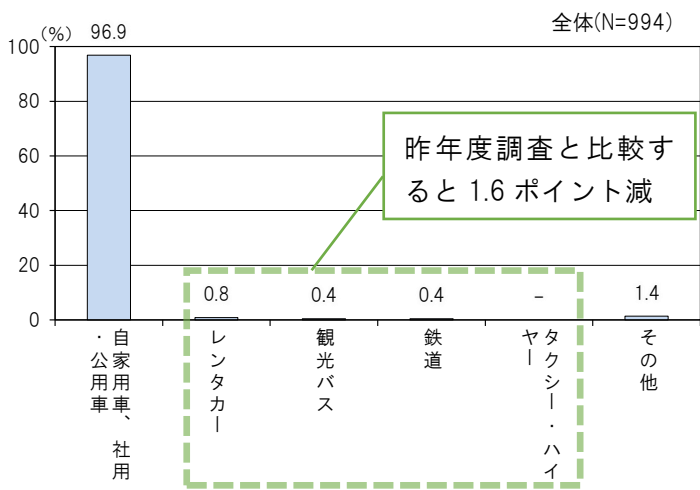 全体(N=994)
(%)
96.9
100
80
60
40
20
0
昨年度調査と比較す
ると1.6 ポイント減
0.8
0.4
0.4
-
1.4
自家用車、社用
・公用車
レンタカー
観光バス
鉄道
タクシー・ハイ
ヤー
その他